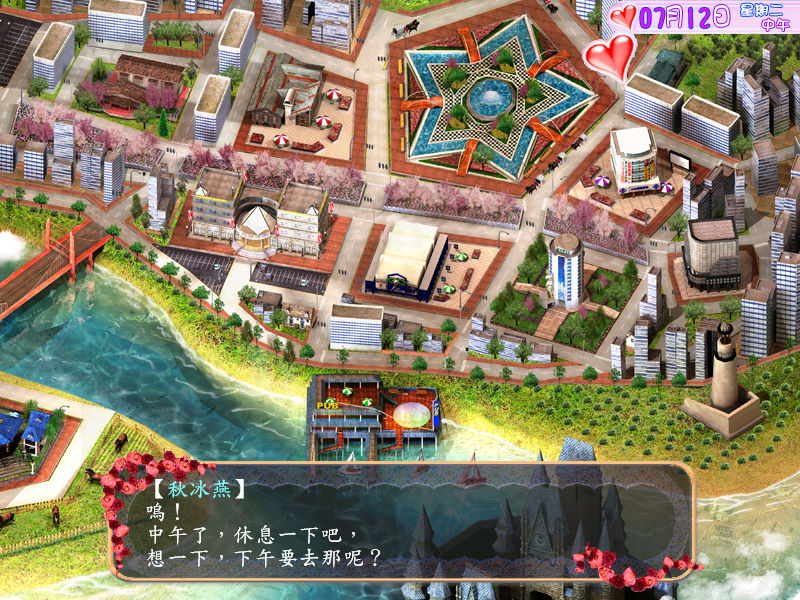 07月12日
星期二
中午
PUB
【秋冰燕】
嗚！
中午了，休息一下吧，
想一下，下午要去那呢？